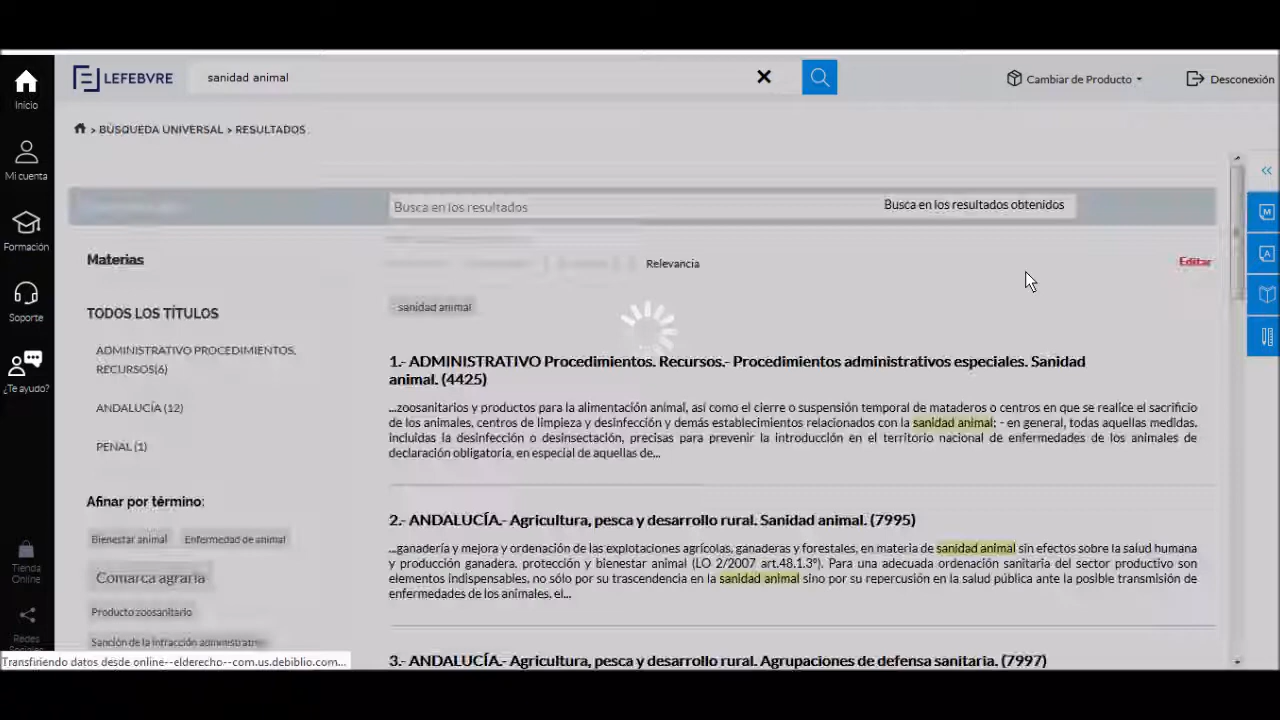 LEFEBVRE
sanidad animal
Cambiar de Producto
Desconexión
Inicio
Mi cuenta
Formación
Soporte
¿Te ayudo?
Tienda
Online
Redes
> BÚSQUEDA UNIVERSAL > RESULTADOS
Busca en los resultados
Busca en los resultados obtenidos
Materias
TODOS LOS TÍTULOS
ADMINISTRATIVO PROCEDIMIENTOS,
RECURSOS(6)
ANDALUCÍA (12)
PENAL (1)
Afinar por término:
Bienestar animal
Enfermedad de animal
Comarca agraria
Producto zoosanitario
Sanción de la infracción administrativa
Relevancia
Editar
sanidad animal
1.- ADMINISTRATIVO Procedimientos. Recursos.- Procedimientos administrativos especiales. Sanidad
animal. (4425)
...zoosanitarios y productos para la alimentación animal, así como el cierre o suspensión temporal de mataderos o centros en que se realice el sacrificio
de los animales, centros de limpieza y desinfección y demás establecimientos relacionados con la sanidad animal; - en general, todas aquellas medidas,
incluidas la desinfección o desinsectación, precisas para prevenir la introducción en el territorio nacional de enfermedades de los animales de
declaración obligatoria, en especial de aquellas de...
2.- ANDALUCÍA.- Agricultura, pesca y desarrollo rural. Sanidad animal. (7995)
...ganadería y mejora y ordenación de las explotaciones agrícolas, ganaderas y forestales, en materia de sanidad animal sin efectos sobre la salud humana
y producción ganadera, protección y bienestar animal (LO 2/2007 art.48.1.3º). Para una adecuada ordenación sanitaria del sector productivo son
elementos indispensables, no sólo por su trascendencia en la sanidad animal sino por su repercusión en la salud pública ante la posible transmisión de
enfermedades de los animales, el...
3.- ANDALUCÍA.- Agricultura, pesca y desarrollo rural. Agrupaciones de defensa sanitaria. (7997)
Transfiriendo datos desde online--elderecho--com.us.debiblio.com...
M
A